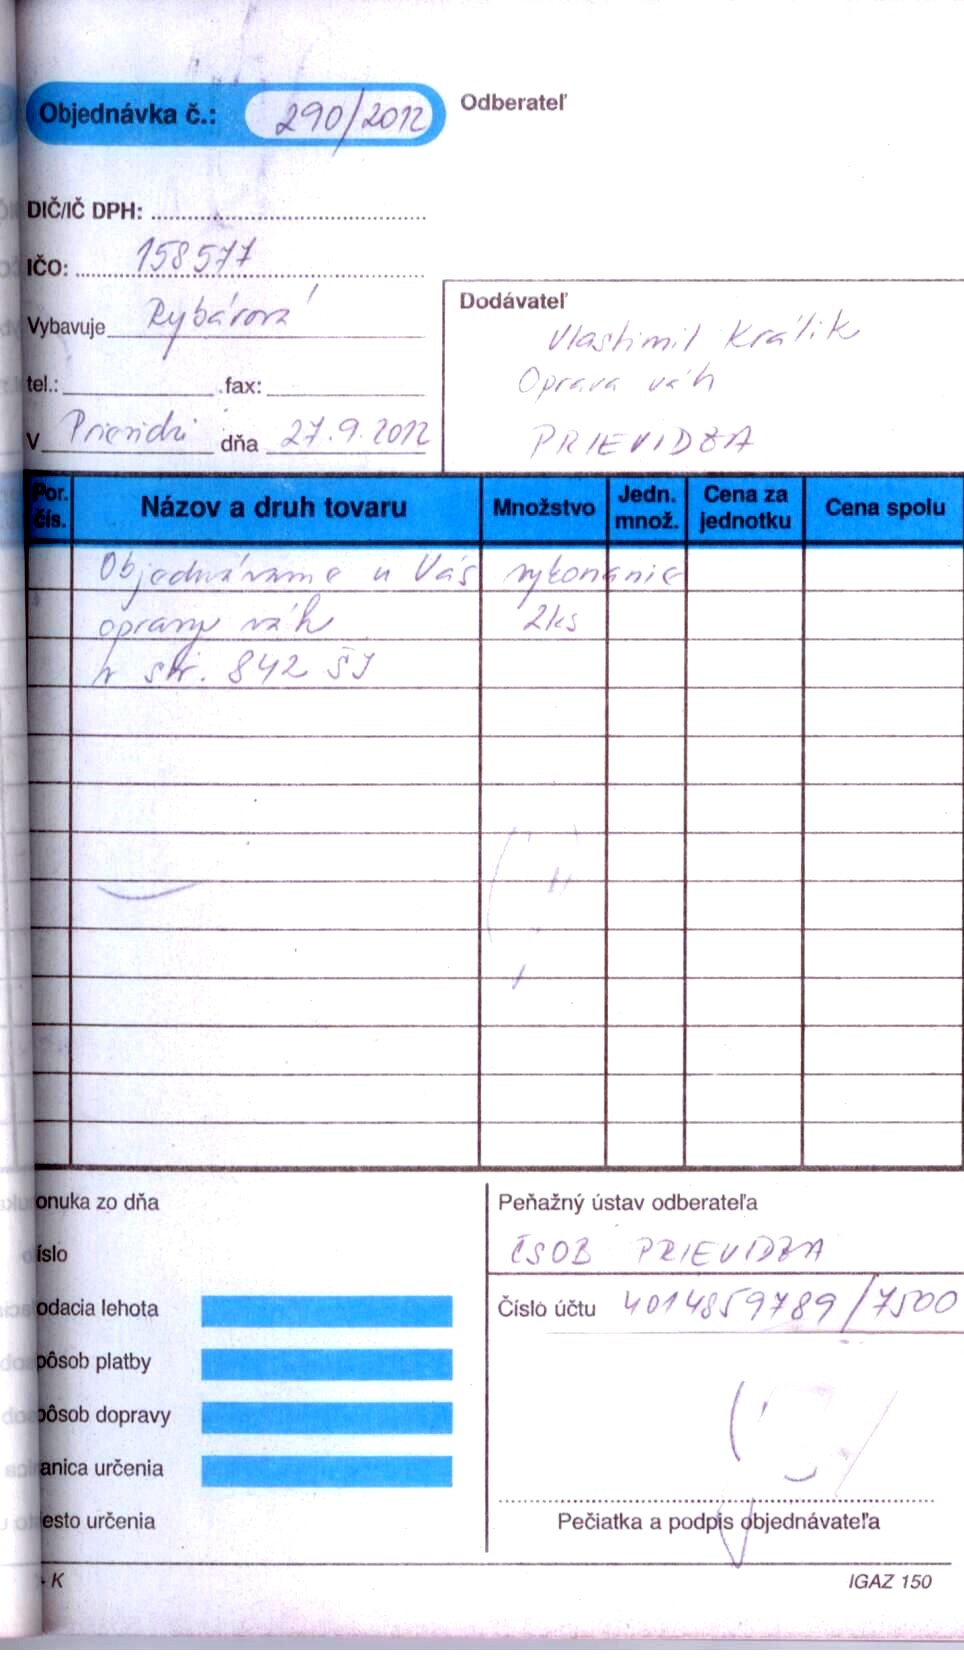 Objednávka č.: 290/2012
Odberateľ
DIČ/IČ DPH:
IČO: 158577
Vybavuje Rybárová
tel.: fax:
V Prievidzi dňa 27.9.2012
Dodávateľ
Vlastimil Králik
Oprava váh
PRIEVIDZA
Por. čís. Názov a druh tovaru Množstvo Jedn. množ. Cena za jednotku Cena spolu
Objednávame u Vás vykonanie
opravy váh 2ks
v str. 842 ŠJ
onuka zo dňa
íslo
odacia lehota
pôsob platby
pôsob dopravy
anica určenia
esto určenia
Peňažný ústav odberateľa
ČSOB PRIEVIDZA
Číslo účtu 4014859789/7500
Pečiatka a podpis objednávateľa
- K
IGAZ 150